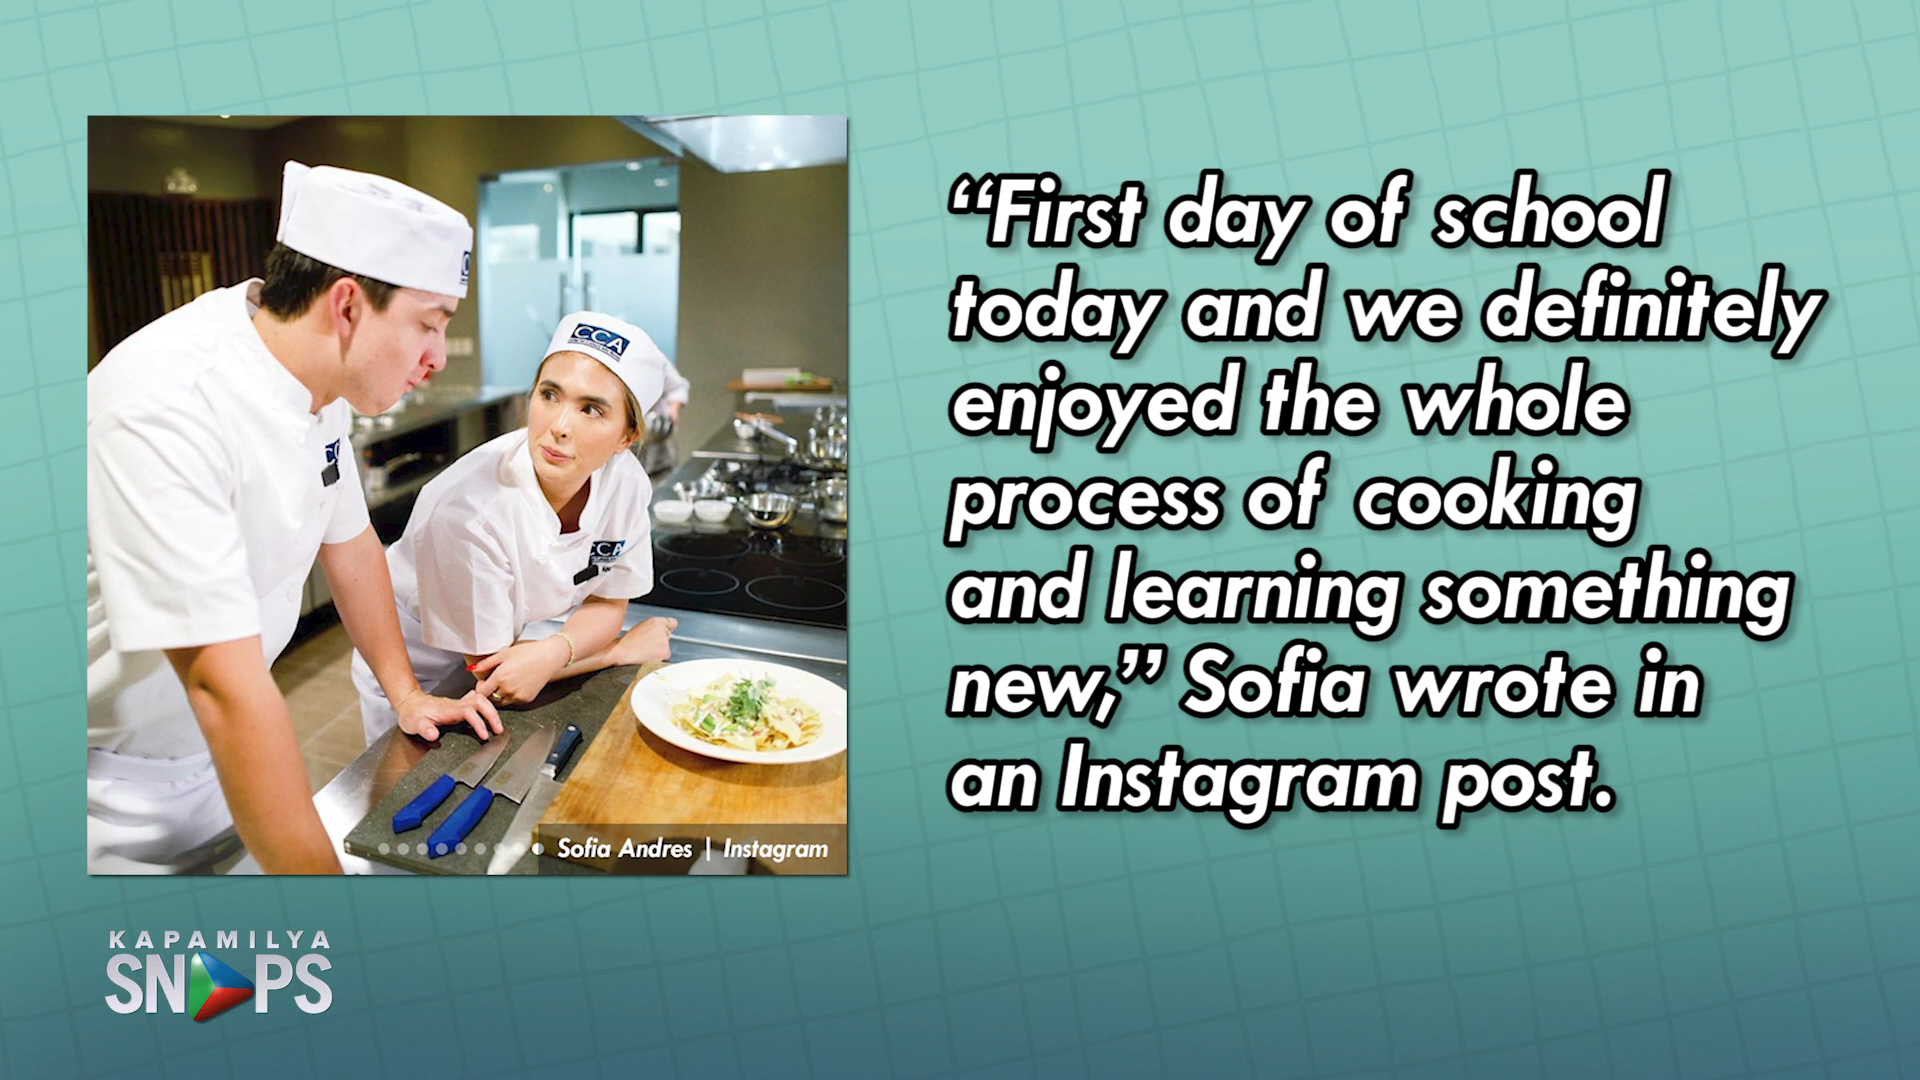 “First day of school
today and we definitely
enjoyed the whole
process of cooking
and learning something
new,” Sofia wrote in
an Instagram post.
CCA
CCA
Sofia Andres | Instagram
KAPAMILYA
SNAPS